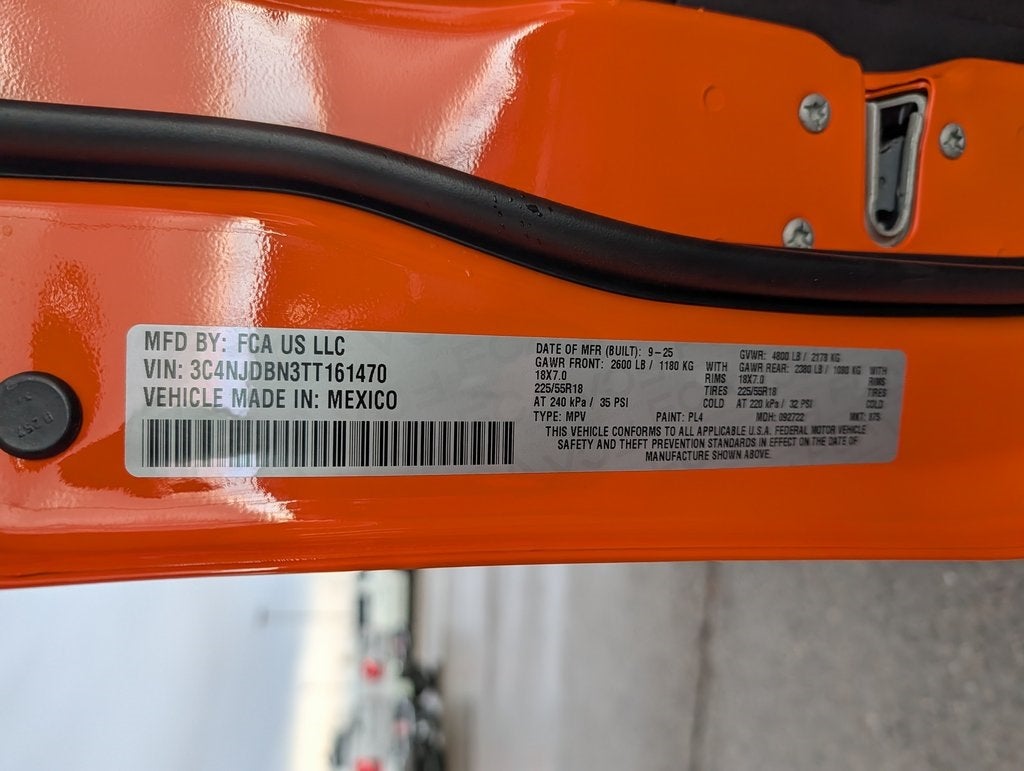 MFD BY: FCA US LLC
VIN: 3C4NJDBN3TT161470
VEHICLE MADE IN: MEXICO
DATE OF MFR (BUILT): 9-25
GVWR: 4800 LB / 2178 KG
GAWR FRONT: 2600 LB / 1180 KG WITH
GAWR REAR: 2380 LB / 1080 KG WITH
18X7.0 RIMS
18X7.0 RIMS
225/55R18 TIRES
225/55R18 TIRES
AT 240 kPa / 35 PSI COLD
AT 220 kPa / 32 PSI COLD
TYPE: MPV PAINT: PL4 MDH: 092722 MKT:
THIS VEHICLE CONFORMS TO ALL APPLICABLE U.S.A. FEDERAL MOTOR VEHICLE
SAFETY AND THEFT PREVENTION STANDARDS IN EFFECT ON THE DATE OF
MANUFACTURE SHOWN ABOVE.